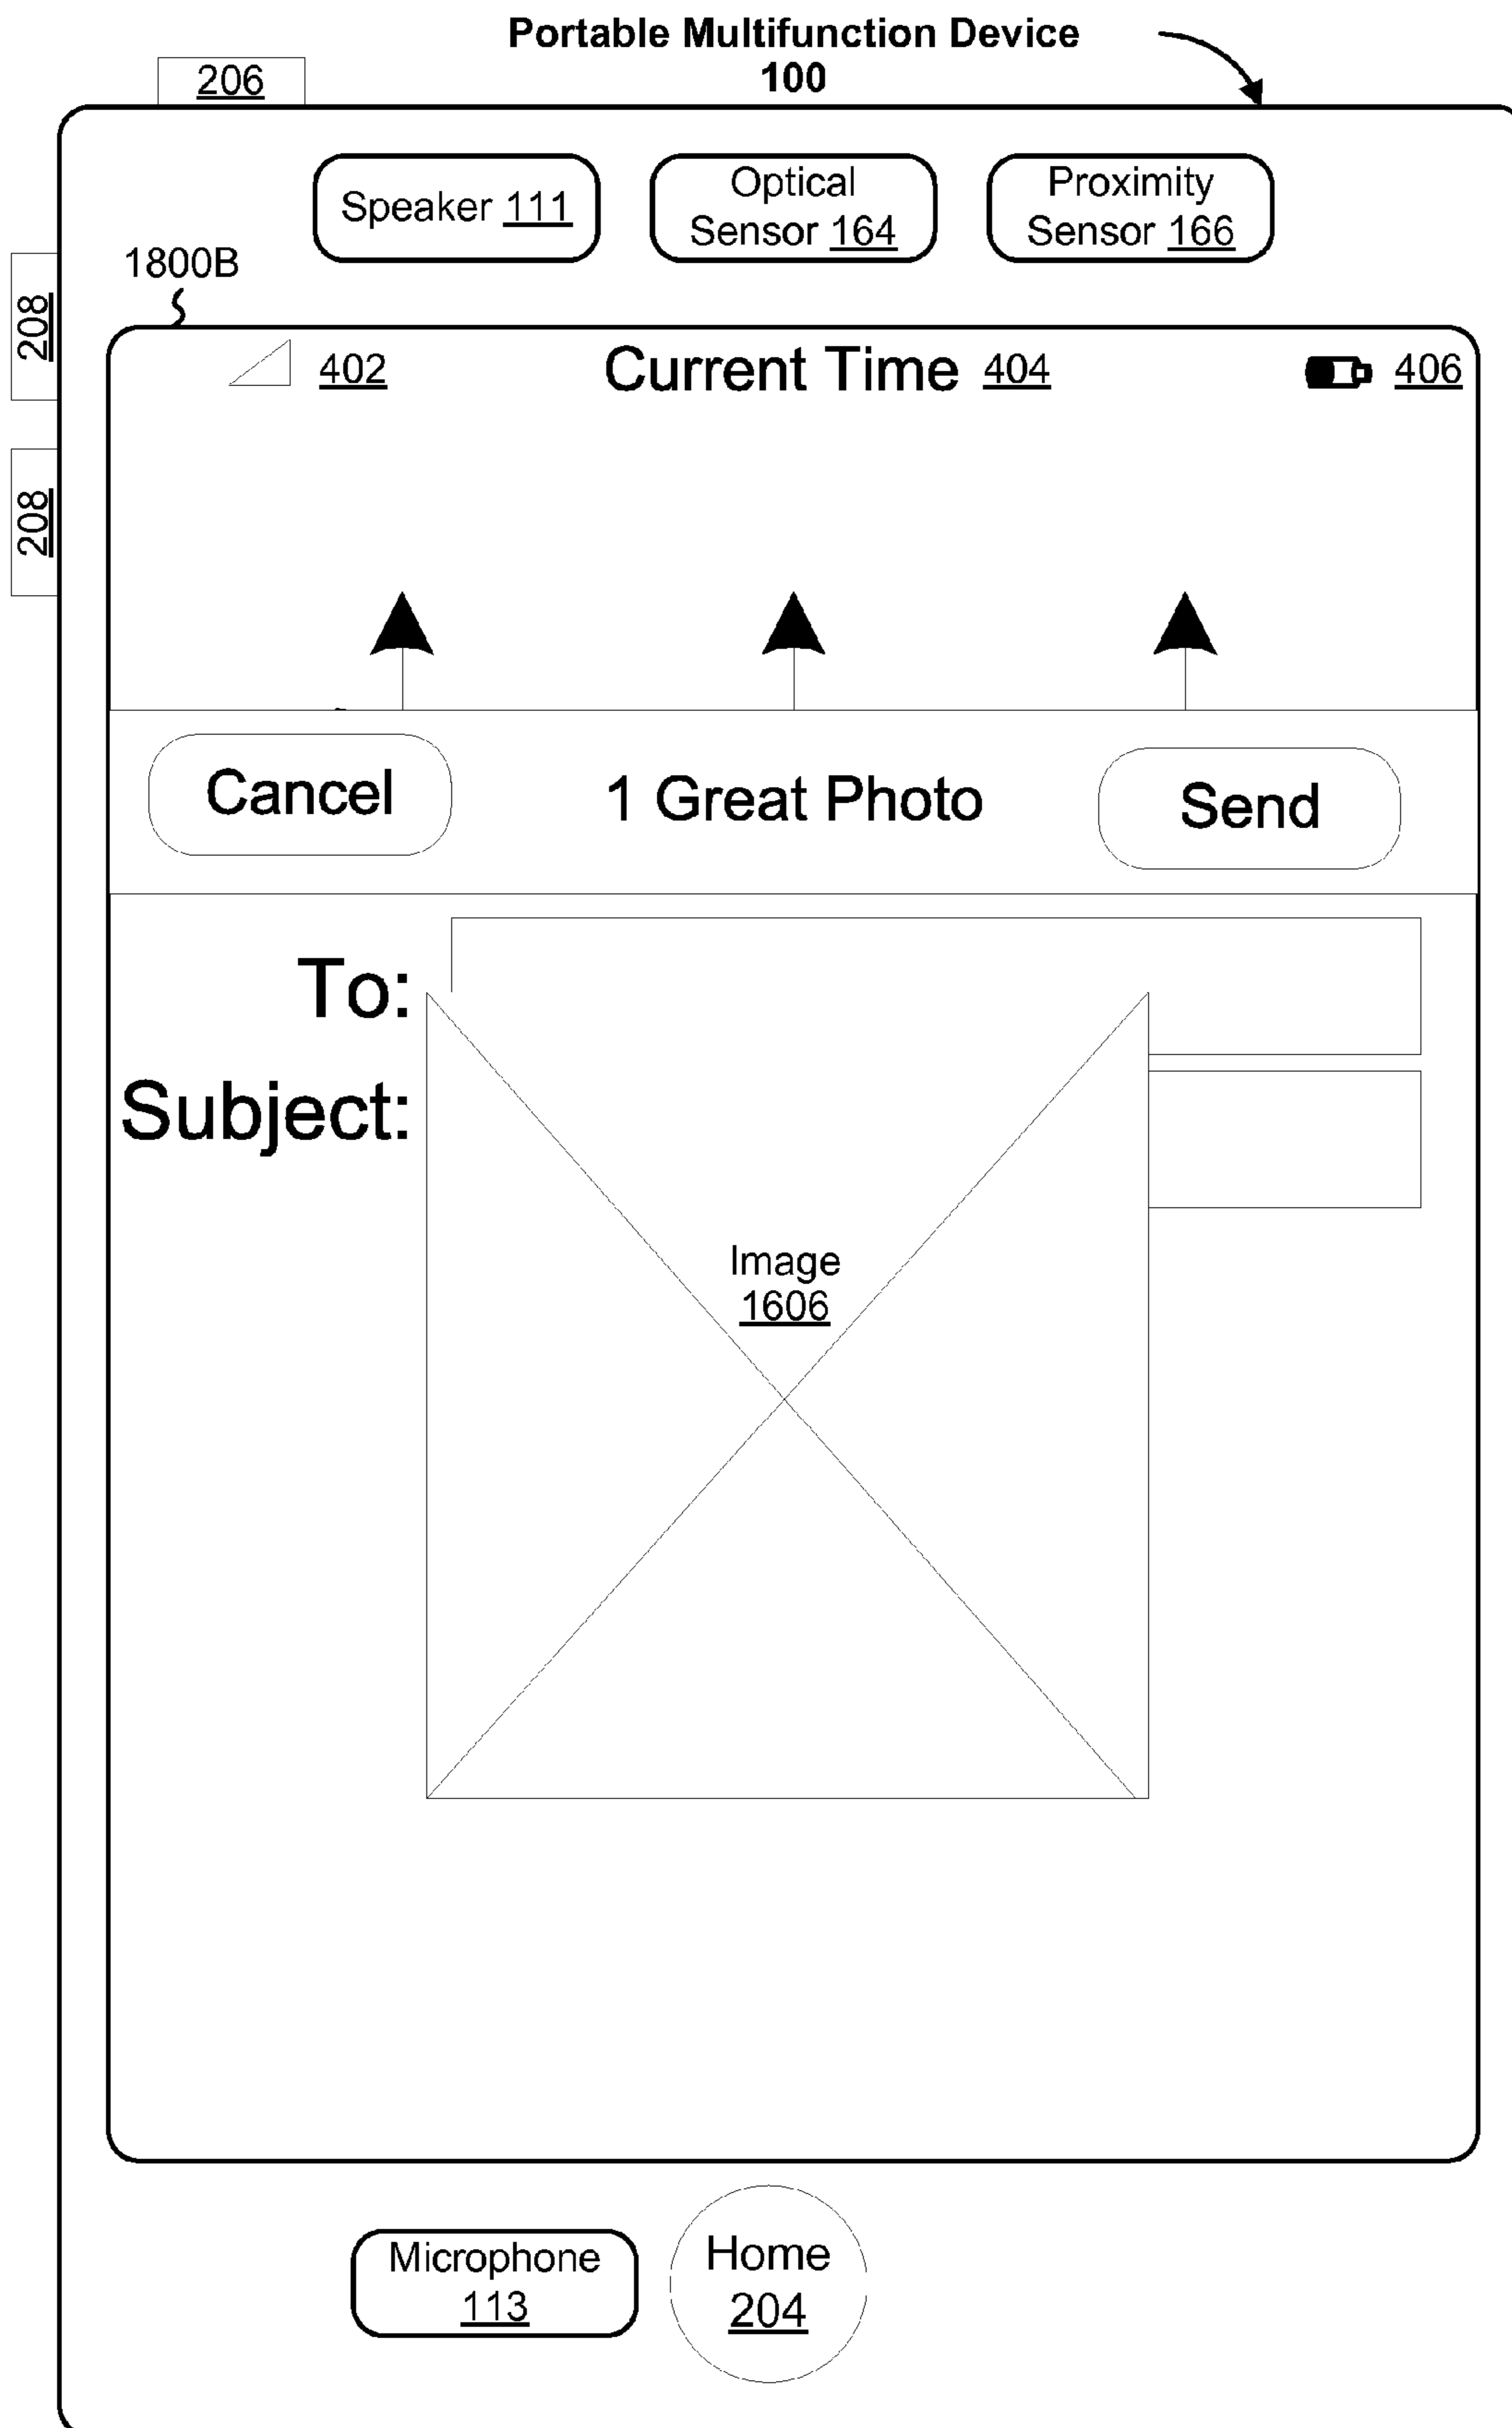 Portable Multifunction Device
100
206
Speaker 111
Optical
Sensor 164
Proximity
Sensor 166
1800B
208
208
402
Current Time 404
406
Cancel
1 Great Photo
Send
To:
Subject:
Image
1606
Microphone
113
Home
204